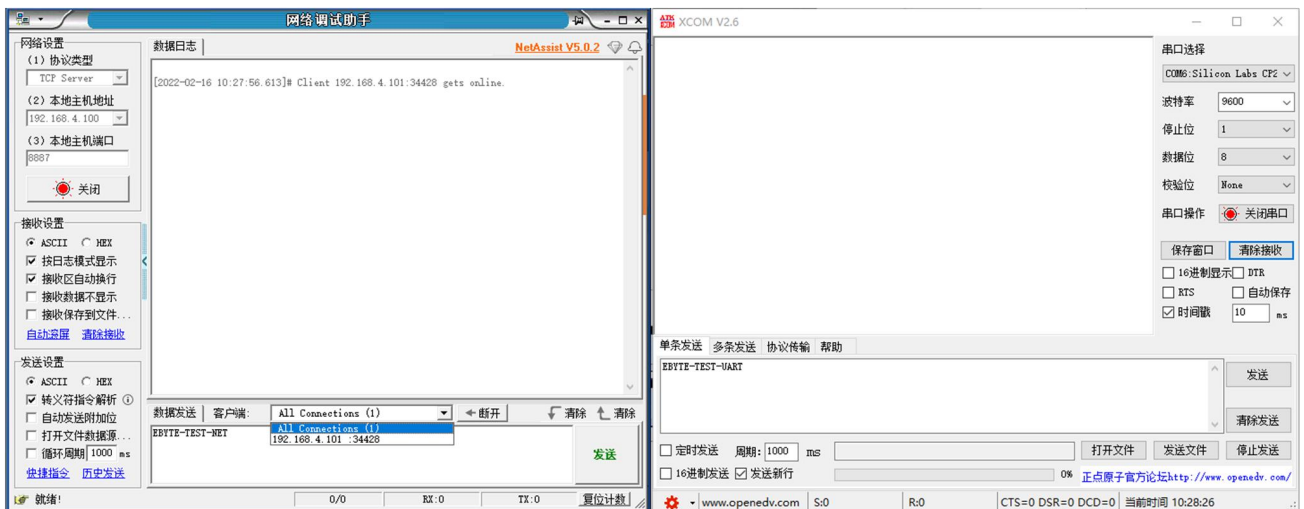 网络调试助手
网络设置
(1) 协议类型
TCP Server
(2) 本地主机地址
192.168.4.100
(3) 本地主机端口
8887
关闭
接收设置
ASCII HEX
按日志模式显示
接收区自动换行
接收数据不显示
接收保存到文件...
自动滚屏 清除接收
发送设置
ASCII HEX
转义符指令解析
自动发送附加位
打开文件数据源...
循环周期 1000 ms
快捷指令 历史发送
就绪!
数据日志
NetAssist V5.0.2
[2022-02-16 10:27:56.613]# Client 192.168.4.101:34428 gets online.
数据发送 客户端: All Connections (1) 断开 清除 清除
All Connections (1)
192.168.4.101 :34428
EBYTE-TEST-NET
发送
0/0 RX:0 TX:0 复位计数
ATK
XCOM V2.6
串口选择
COM6:Silicon Labs CP2
波特率 9600
停止位 1
数据位 8
校验位 None
串口操作 关闭串口
保存窗口 清除接收
16进制显示 DTR
RTS 自动保存
时间戳 10 ms
单条发送 多条发送 协议传输 帮助
EBYTE-TEST-UART
发送
清除发送
定时发送 周期: 1000 ms 打开文件 发送文件 停止发送
16进制发送 发送新行 0% 正点原子官方论坛http://www.openedv.com/
www.openedv.com S:0 R:0 CTS=0 DSR=0 DCD=0 当前时间 10:28:26